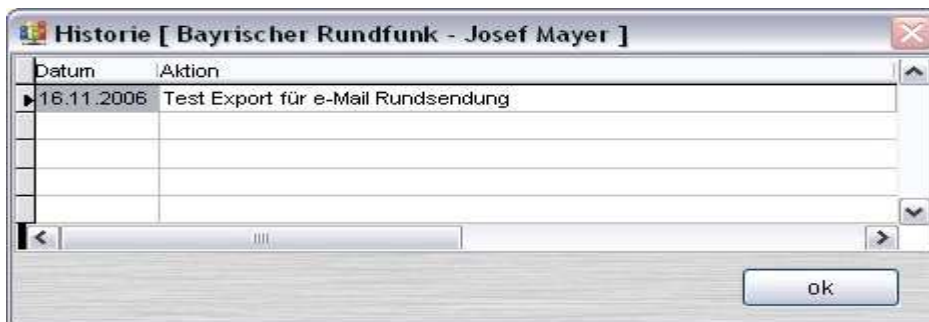 Historie [ Bayrischer Rundfunk - Josef Mayer ]
Datum Aktion
16.11.2006 Test Export für e-Mail Rundsendung
ok